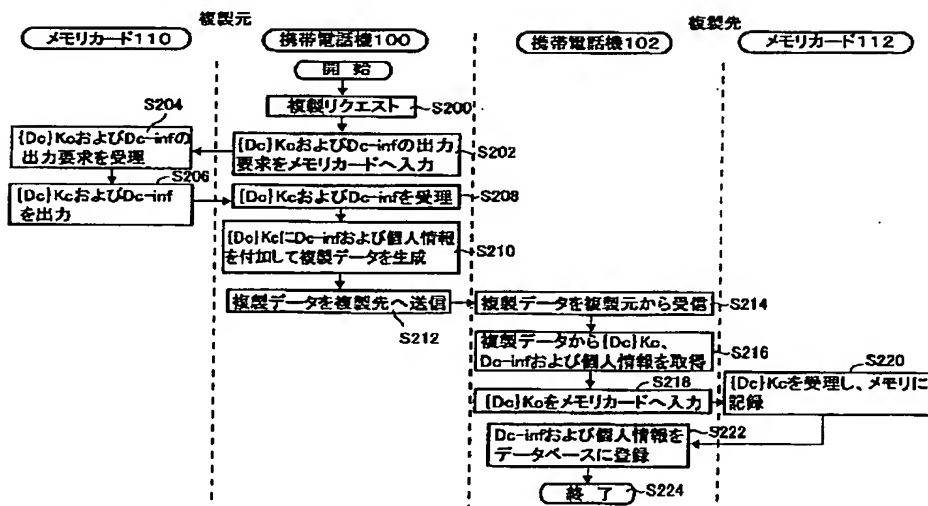 複製元
複製先
メモリカード110
携帯電話機100
携帯電話機102
メモリカード112
開 始
複製リクエスト
S200
S204
{Dc}KcおよびDc-infの
出力要求を受理
{Dc}KcおよびDc-infの出力
要求をメモリカードへ入力
S202
S206
{Dc}KcおよびDc-inf
を出力
{Dc}KcおよびDc-infを受理
S208
{Dc}KcにDc-infおよび個人情報
を付加して複製データを生成
S210
複製データを複製先へ送信
S212
複製データを複製元から受信
S214
複製データから{Dc}Kc、
Dc-infおよび個人情報を取得
S216
S218
{Dc}Kcをメモリカードへ入力
S220
{Dc}Kcを受理し、メモリに
記録
Dc-infおよび個人情報を
データベースに登録
S222
終 了
S224